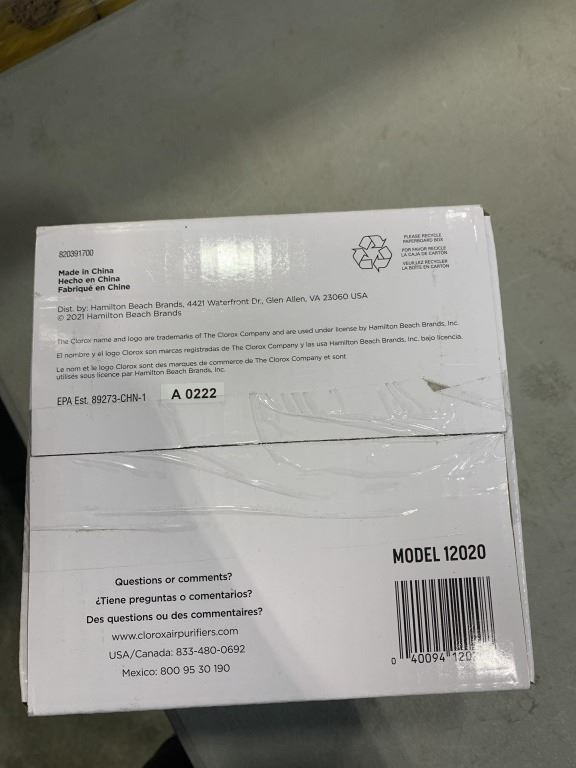 820391700
Made in China
Hecho en China
Fabriqué en Chine
PLEASE RECYCLE
PAPERBOARD BOX
POR FAVOR RECICLE
LA CAJA DE CARTÓN
VEUILLEZ RECYCLER
LA BOÎTE EN CARTON
Dist. by: Hamilton Beach Brands, 4421 Waterfront Dr., Glen Allen, VA 23060 USA
© 2021 Hamilton Beach Brands
The Clorox name and logo are trademarks of The Clorox Company and are used under license by Hamilton Beach Brands, Inc.
El nombre y el logo Clorox son marcas registradas de The Clorox Company y las usa Hamilton Beach Brands, Inc. bajo licencia.
Le nom et le logo Clorox sont des marques de commerce de The Clorox Company et sont
utilisés sous licence par Hamilton Beach Brands, Inc.
EPA Est. 89273-CHN-1 A 0222
MODEL 12020
Questions or comments?
¿Tiene preguntas o comentarios?
Des questions ou des commentaires?
www.cloroxairpurifiers.com
USA/Canada: 833-480-0692
Mexico: 800 95 30 190
0 40094